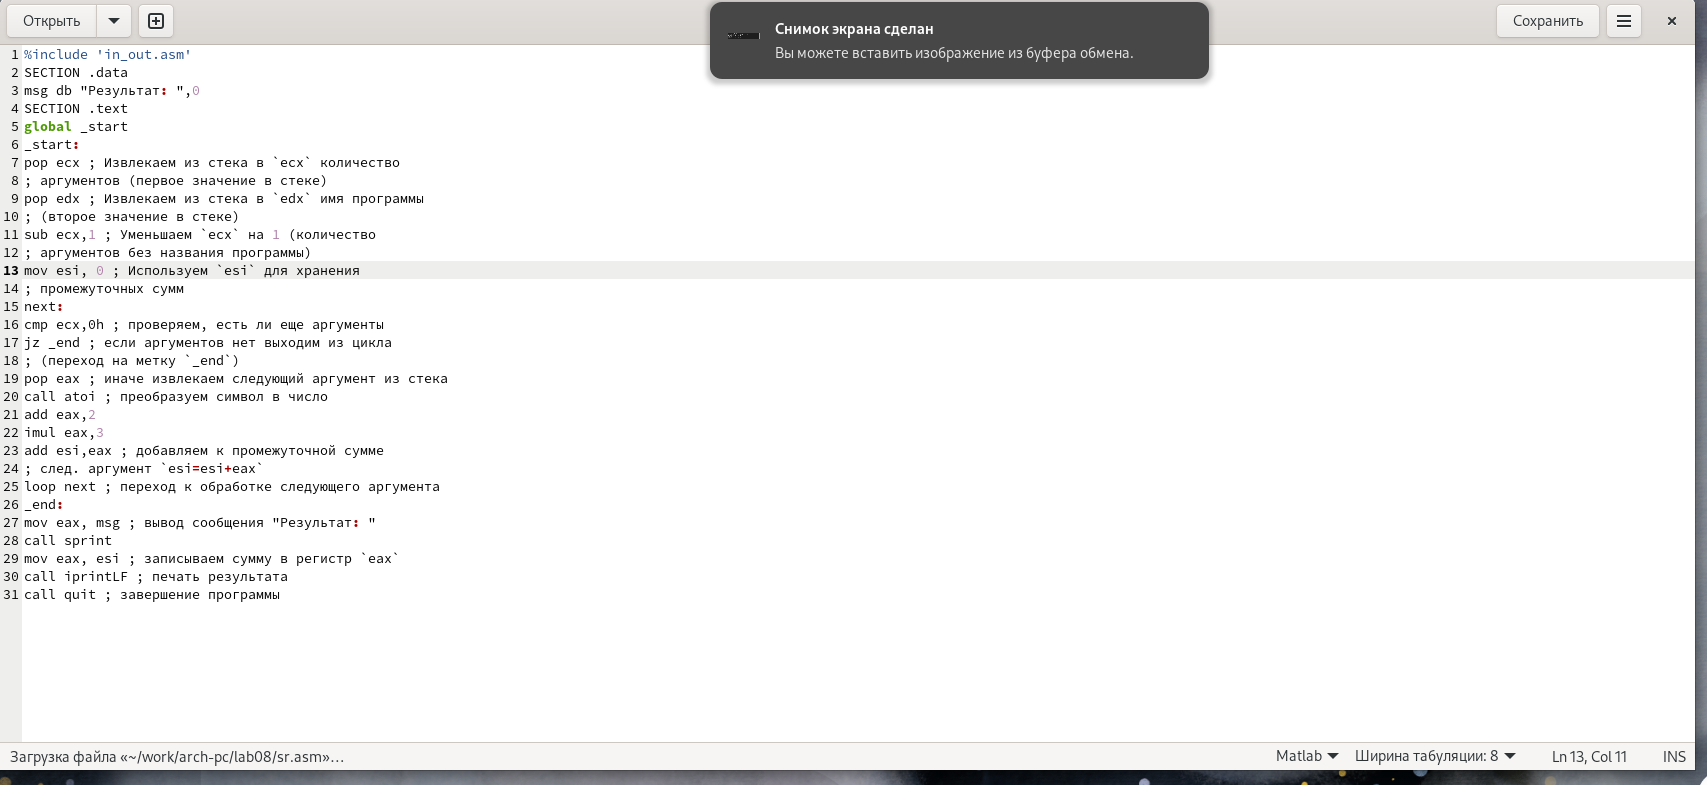 Открыть
Снимок экрана сделан
Вы можете вставить изображение из буфера обмена.
Сохранить
1 %include 'in_out.asm'
2 SECTION .data
3 msg db "Результат: ",0
4 SECTION .text
5 global _start
6 _start:
7 pop ecx ; Извлекаем из стека в `ecx` количество
8 ; аргументов (первое значение в стеке)
9 pop edx ; Извлекаем из стека в `edx` имя программы
10 ; (второе значение в стеке)
11 sub ecx,1 ; Уменьшаем `ecx` на 1 (количество
12 ; аргументов без названия программы)
13 mov esi, 0 ; Используем `esi` для хранения
14 ; промежуточных сумм
15 next:
16 cmp ecx,0h ; проверяем, есть ли еще аргументы
17 jz _end ; если аргументов нет выходим из цикла
18 ; (переход на метку `_end`)
19 pop eax ; иначе извлекаем следующий аргумент из стека
20 call atoi ; преобразуем символ в число
21 add eax,2
22 imul eax,3
23 add esi,eax ; добавляем к промежуточной сумме
24 ; след. аргумент `esi=esi+eax`
25 loop next ; переход к обработке следующего аргумента
26 _end:
27 mov eax, msg ; вывод сообщения "Результат: "
28 call sprint
29 mov eax, esi ; записываем сумму в регистр `eax`
30 call iprintLF ; печать результата
31 call quit ; завершение программы
Загрузка файла «~/work/arch-pc/lab08/sr.asm»… Matlab Ширина табуляции: 8 Ln 13, Col 11 INS